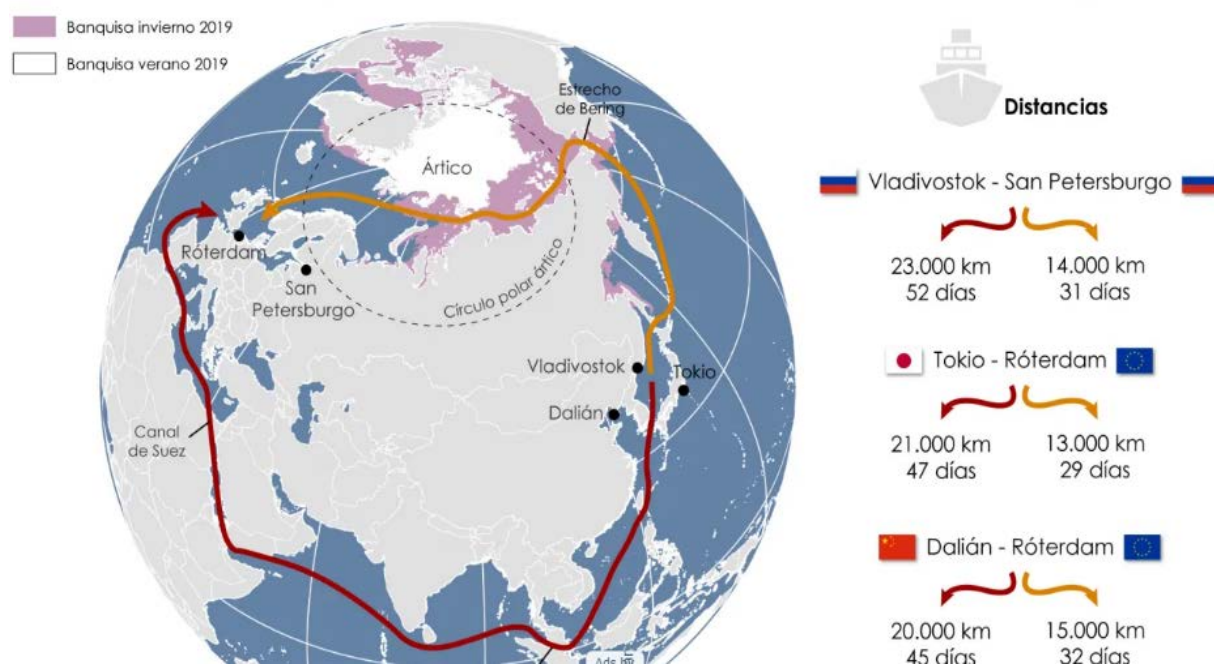 Banquisa invierno 2019
Banquisa verano 2019
Estrecho
de Bering
Ártico
Círculo polar ártico
Róterdam
San
Petersburgo
Vladivostok
Tokio
Dalián
Canal
de Suez
Ads by
Distancias
Vladivostok - San Petersburgo
23.000 km
52 días
14.000 km
31 días
Tokio - Róterdam
21.000 km
47 días
13.000 km
29 días
Dalián - Róterdam
20.000 km
45 días
15.000 km
32 días